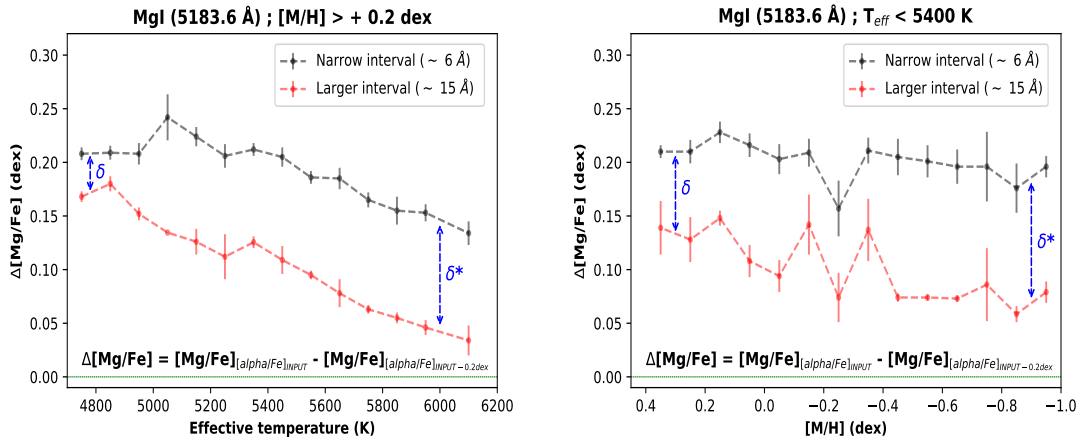 MgI (5183.6 Å) ; [M/H] > + 0.2 dex
Δ[Mg/Fe] (dex)
0.30
0.25
0.20
0.15
0.10
0.05
0.00
Narrow interval (~ 6 Å)
Larger interval (~ 15 Å)
δ
δ*
Δ[Mg/Fe] = [Mg/Fe][alpha/Fe]INPUT - [Mg/Fe][alpha/Fe]INPUT−0.2dex
4800 5000 5200 5400 5600 5800 6000 6200
Effective temperature (K)
MgI (5183.6 Å) ; Teff < 5400 K
Δ[Mg/Fe] (dex)
0.30
0.25
0.20
0.15
0.10
0.05
0.00
Narrow interval (~ 6 Å)
Larger interval (~ 15 Å)
δ
δ*
Δ[Mg/Fe] = [Mg/Fe][alpha/Fe]INPUT - [Mg/Fe][alpha/Fe]INPUT−0.2dex
0.4 0.2 0.0 −0.2 −0.4 −0.6 −0.8 −1.0
[M/H] (dex)